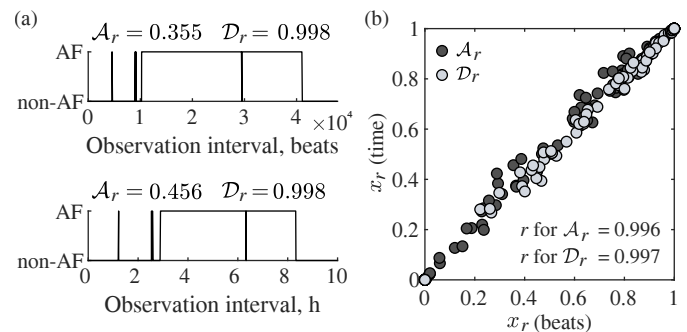 (a)
𝒜r = 0.355 𝒟r = 0.998
AF
non-AF
0 1 2 3 4
×10⁴
Observation interval, beats
𝒜r = 0.456 𝒟r = 0.998
AF
non-AF
0 2 4 6 8 10
Observation interval, h
(b)
1
0.8
0.6
0.4
0.2
0
xr (time)
𝒜r
𝒟r
r for 𝒜r = 0.996
r for 𝒟r = 0.997
0 0.2 0.4 0.6 0.8 1
xr (beats)